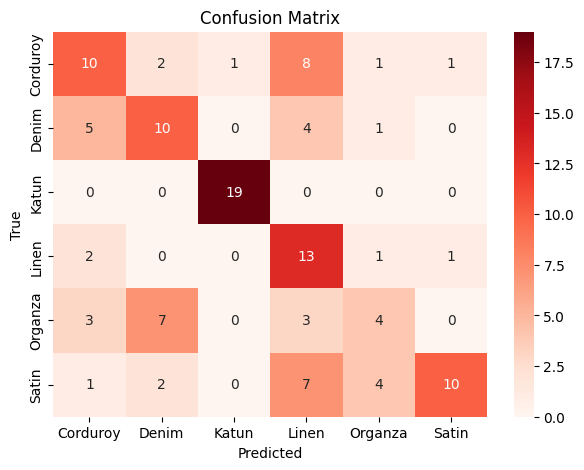 Confusion Matrix
Corduroy 10 2 1 8 1 1
Denim 5 10 0 4 1 0
Katun 0 0 19 0 0 0
Linen 2 0 0 13 1 1
Organza 3 7 0 3 4 0
Satin 1 2 0 7 4 10
True
Corduroy Denim Katun Linen Organza Satin
Predicted
17.5
15.0
12.5
10.0
7.5
5.0
2.5
0.0